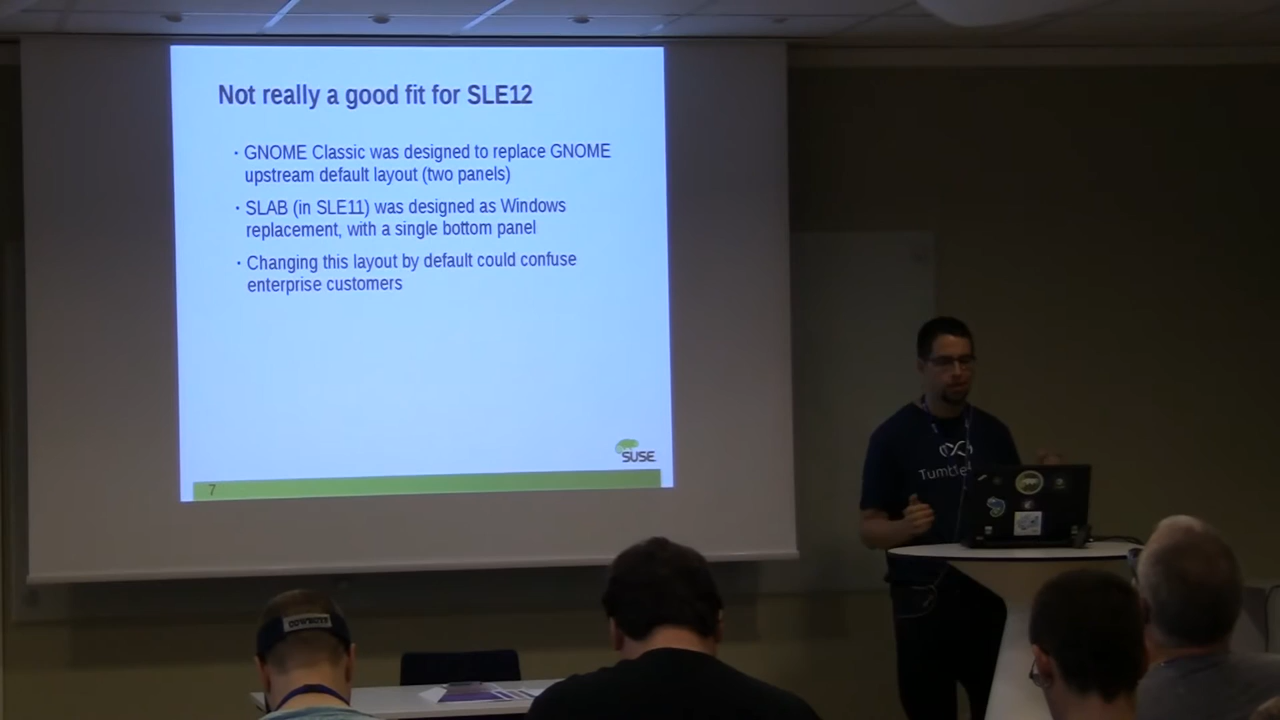 Not really a good fit for SLE12
· GNOME Classic was designed to replace GNOME
upstream default layout (two panels)
· SLAB (in SLE11) was designed as Windows
replacement, with a single bottom panel
· Changing this layout by default could confuse
enterprise customers
SUSE
7
Tumble
COWBOYS